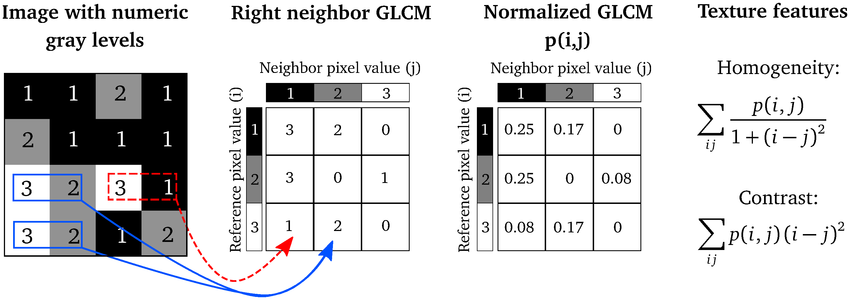 Image with numeric
gray levels
1 1 2 1
2 1 1 1
3 2 3 1
3 2 1 2
Right neighbor GLCM
Neighbor pixel value (j)
1 2 3
Reference pixel value (i)
1 3 2 0
2 3 0 1
3 1 2 0
Normalized GLCM
p(i,j)
Neighbor pixel value (j)
1 2 3
Reference pixel value (i)
1 0.25 0.17 0
2 0.25 0 0.08
3 0.08 0.17 0
Texture features
Homogeneity:
∑_{ij} p(i,j) / (1+(i−j)²)
Contrast:
∑_{ij} p(i,j)(i−j)²